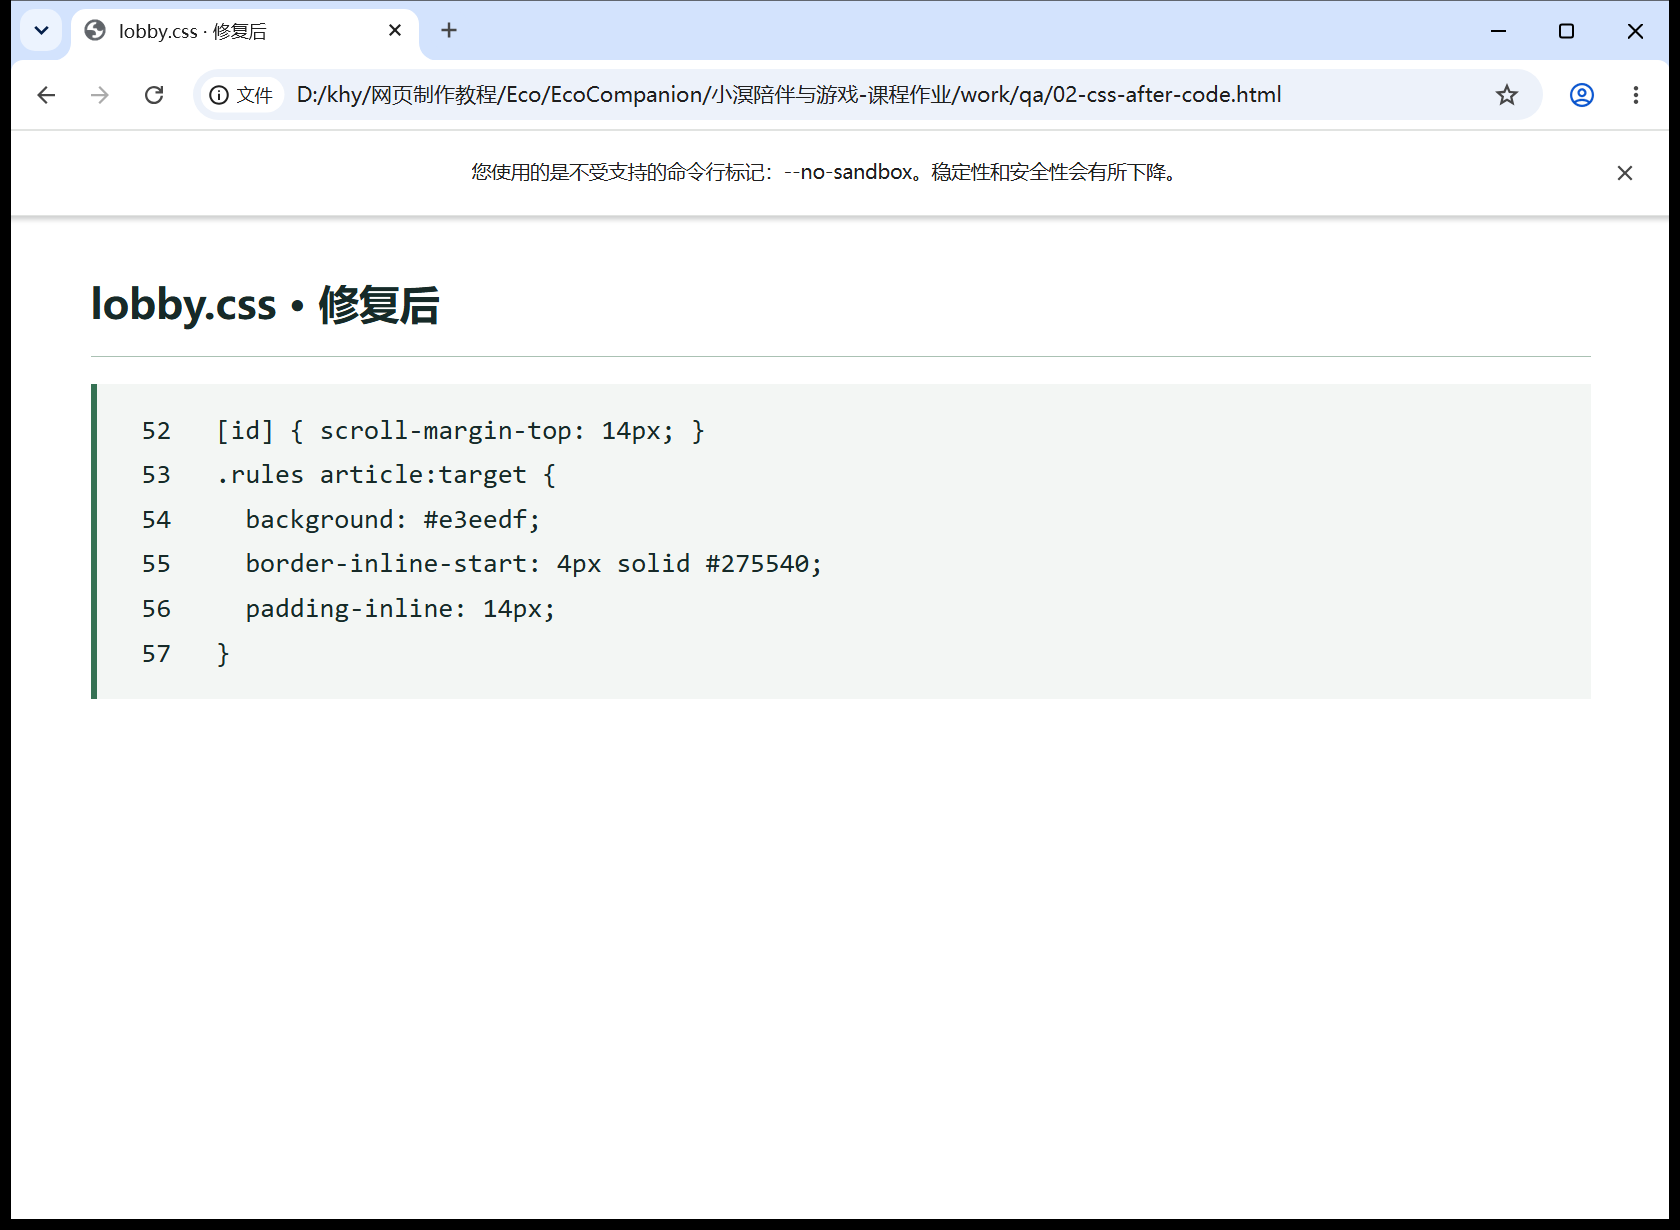 lobby.css · 修复后
文件 D:/khy/网页制作教程/Eco/EcoCompanion/小溟陪伴与游戏-课程作业/work/qa/02-css-after-code.html
您使用的是不受支持的命令行标记：--no-sandbox。稳定性和安全性会有所下降。
lobby.css · 修复后
52 [id] { scroll-margin-top: 14px; }
53 .rules article:target {
54 background: #e3eedf;
55 border-inline-start: 4px solid #275540;
56 padding-inline: 14px;
57 }